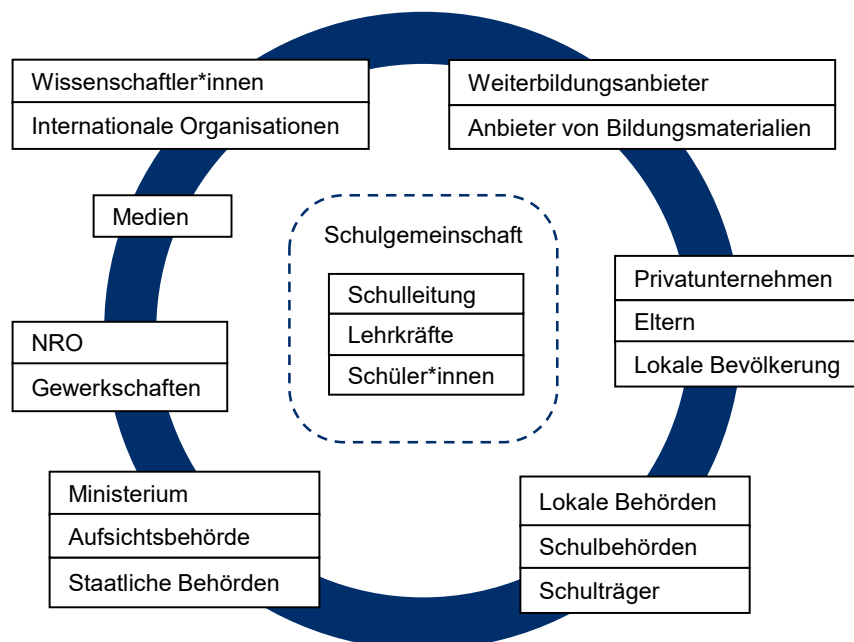 Wissenschaftler*innen
Internationale Organisationen
Weiterbildungsanbieter
Anbieter von Bildungsmaterialien
Medien
Schulgemeinschaft
Schulleitung
Lehrkräfte
Schüler*innen
Privatunternehmen
Eltern
Lokale Bevölkerung
NRO
Gewerkschaften
Ministerium
Aufsichtsbehörde
Staatliche Behörden
Lokale Behörden
Schulbehörden
Schulträger